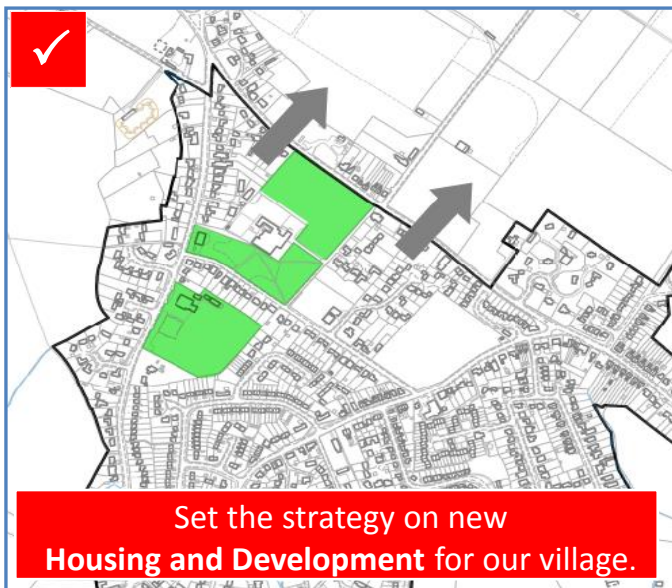 Set the strategy on new
Housing and Development for our village.